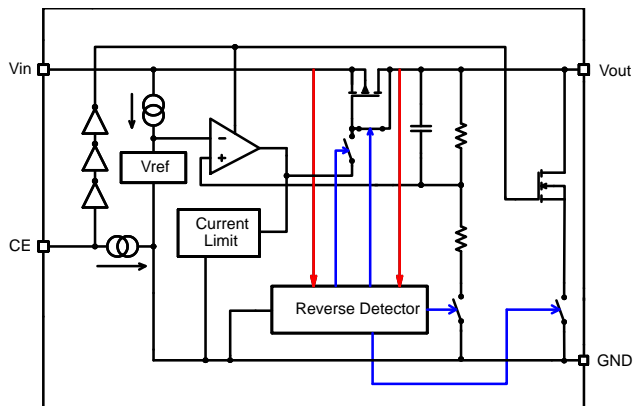 Vin
Vout
−
+
Vref
CE
Current
Limit
Reverse Detector
GND